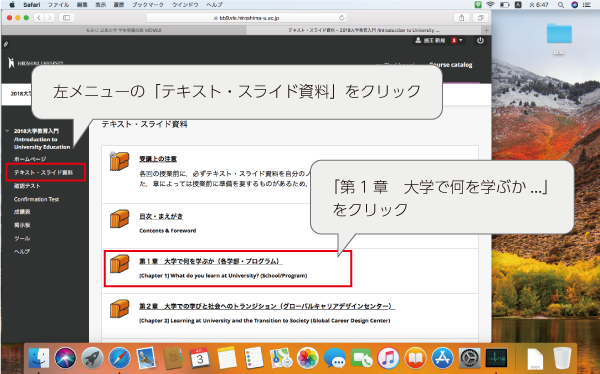 Safari ファイル 編集 表示 履歴 ブックマーク ウインドウ ヘルプ
火 6:47
bb9.vle.hiroshima-u.ac.jp
テキスト・スライド資料 – 2018大学教育入門 /Introduction to University ...
3
HIROSHIMA UNIVERSITY
Course catalog
左メニューの「テキスト・スライド資料」をクリック
2018大学教育入門
/Introduction to
University Education
ホームページ
テキスト・スライド資料
確認テスト
Confirmation Test
成績表
掲示板
ツール
ヘルプ
テキスト・スライド資料
受講上の注意
各回の授業前に、必ずテキスト・スライド資料を自分のノ
た、章によっては授業前に準備を要するものがあるため、
「第 1 章 大学で何を学ぶか ...」
をクリック
目次・まえがき
Contents & Foreword
第１章 大学で何を学ぶか（各学部・プログラム）
[Chapter 1] What do you learn at University? (School/Program)
第２章 大学での学びと社会へのトランジション（グローバルキャリアデザインセンター）
[Chapter 2] Learning at University and the Transition to Society (Global Career Design Center)
3